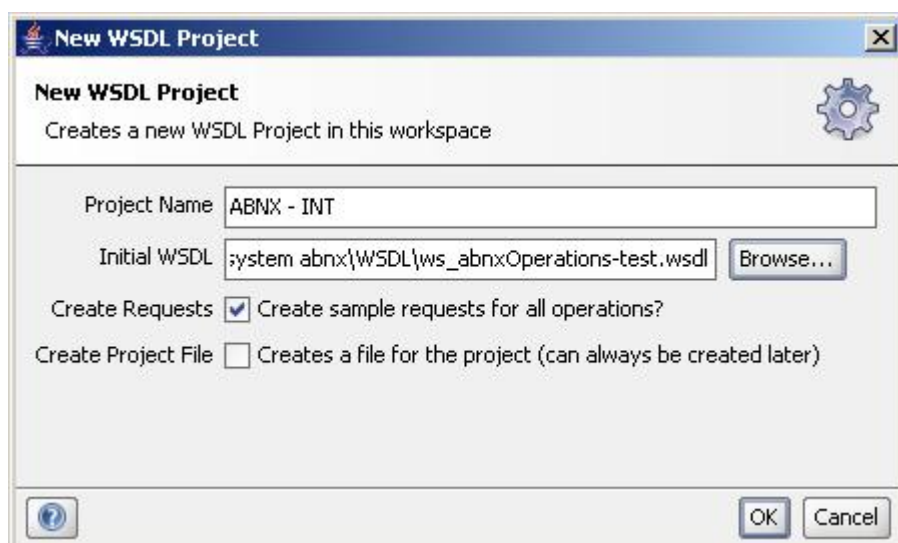 New WSDL Project
New WSDL Project
Creates a new WSDL Project in this workspace
Project Name ABNX - INT
Initial WSDL system abnx\WSDL\ws_abnxOperations-test.wsdl Browse...
Create Requests Create sample requests for all operations?
Create Project File Creates a file for the project (can always be created later)
OK Cancel